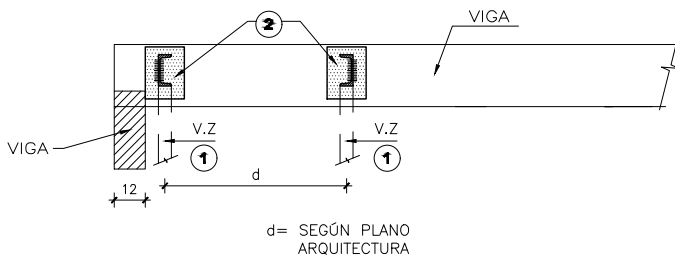 2
VIGA
VIGA
V.Z
1
V.Z
1
12
d
d= SEGÚN PLANO
ARQUITECTURA